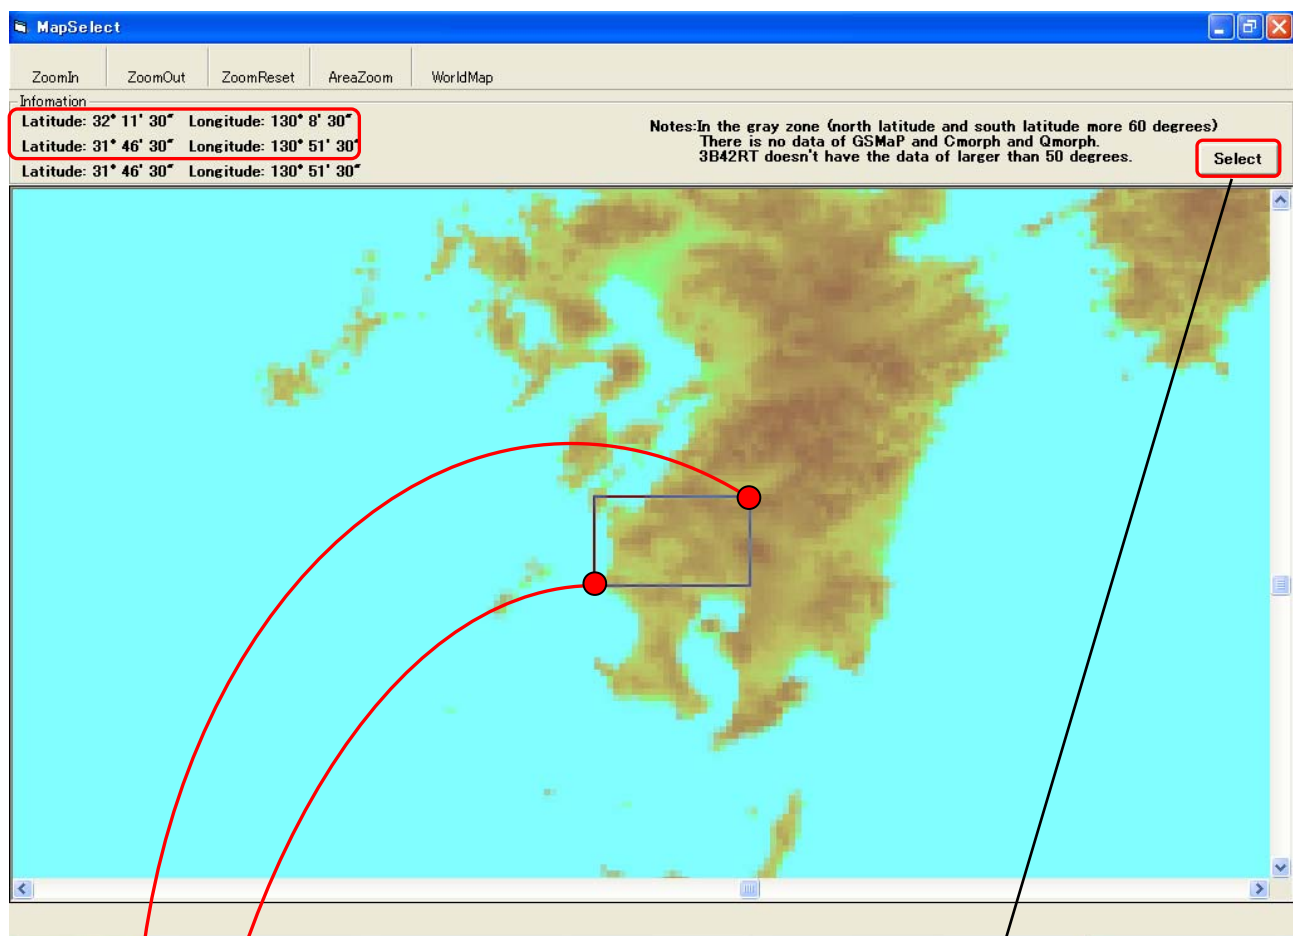 MapSelect
ZoomIn ZoomOut ZoomReset AreaZoom WorldMap
Infomation
Latitude: 32° 11' 30" Longitude: 130° 8' 30"
Latitude: 31° 46' 30" Longitude: 130° 51' 30"
Latitude: 31° 46' 30" Longitude: 130° 51' 30"
Notes:In the gray zone (north latitude and south latitude more 60 degrees)
There is no data of GSMaP and Cmorph and Qmorph.
3B42RT doesn't have the data of larger than 50 degrees.
Select